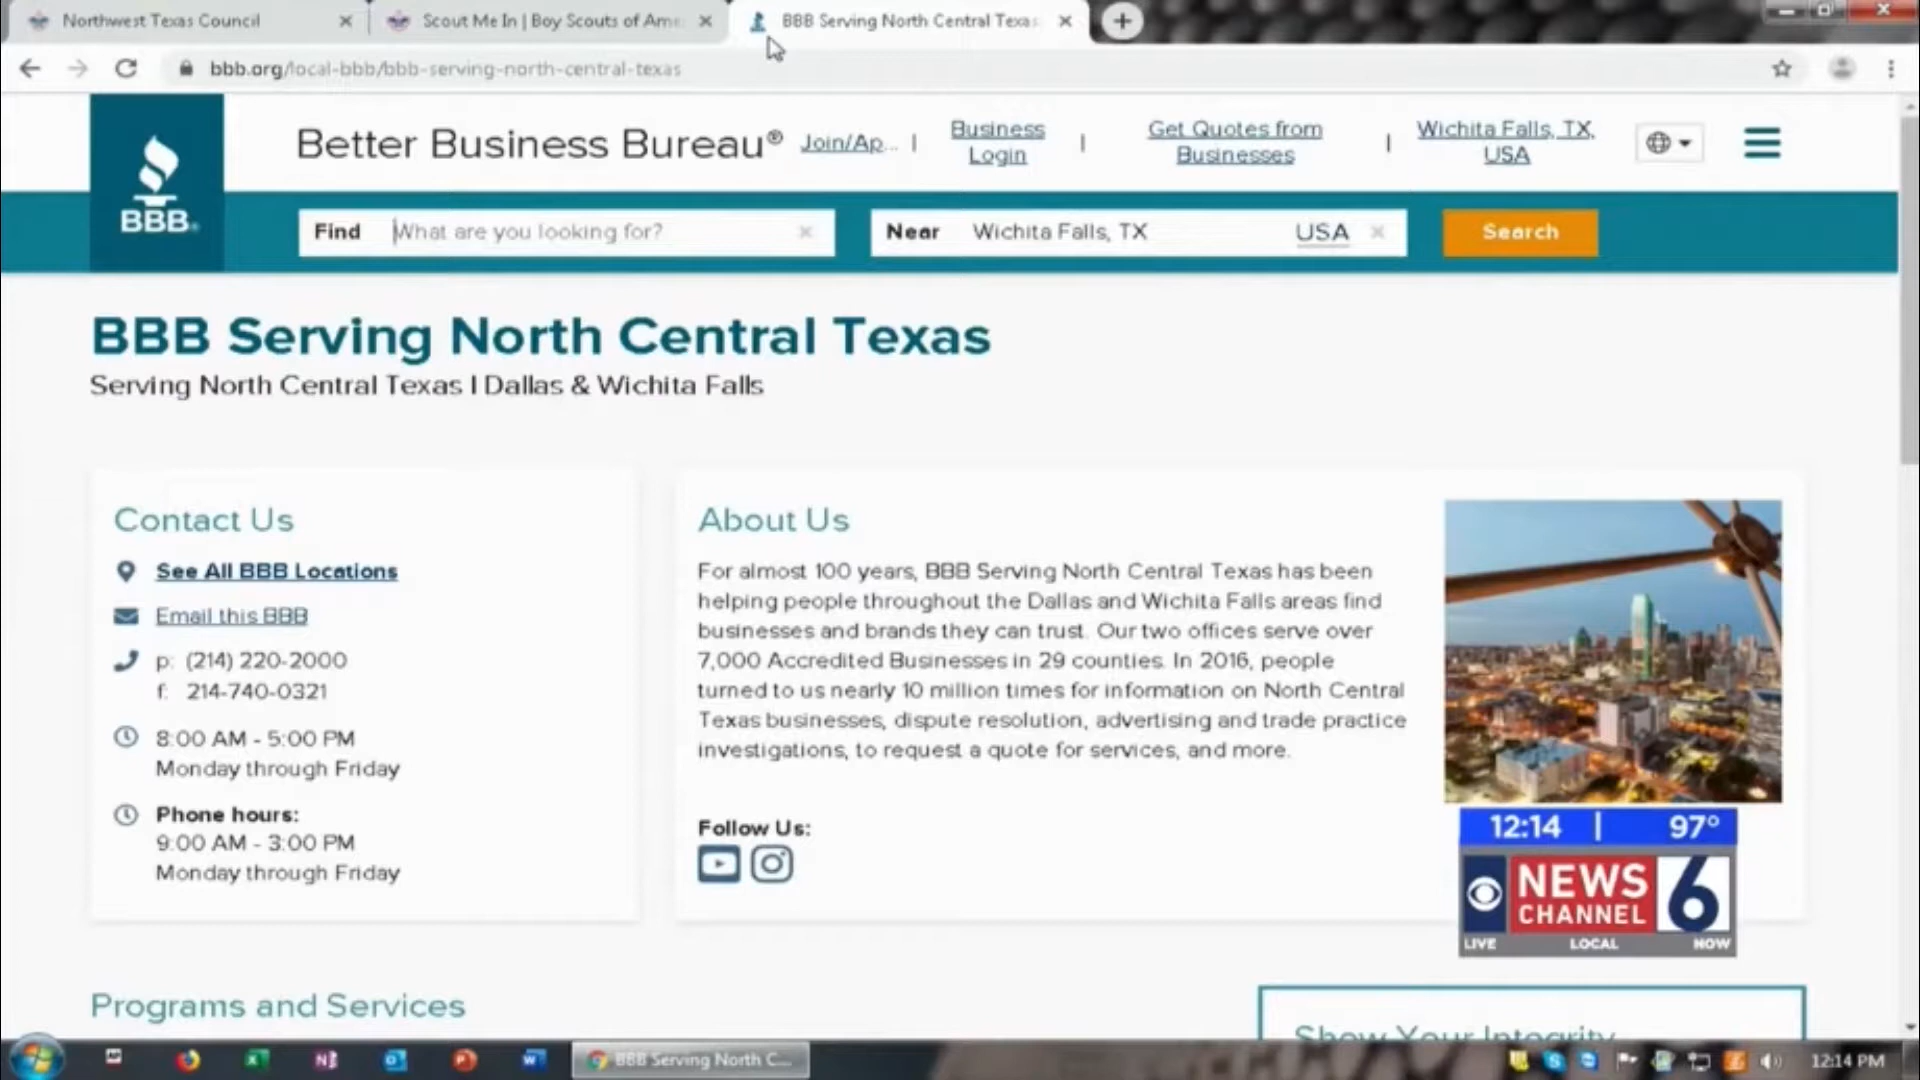 Northwest Texas Council
Scout Me In | Boy Scouts of Ame
BBB Serving North Central Texas
bbb.org/local-bbb/bbb-serving-north-central-texas
BBB
Better Business Bureau®
Join/Ap...
Business
Login
Get Quotes from
Businesses
Wichita Falls, TX,
USA
Find What are you looking for?
Near Wichita Falls, TX USA
Search
BBB Serving North Central Texas
Serving North Central Texas | Dallas & Wichita Falls
Contact Us
See All BBB Locations
Email this BBB
p: (214) 220-2000
f: 214-740-0321
8:00 AM - 5:00 PM
Monday through Friday
Phone hours:
9:00 AM - 3:00 PM
Monday through Friday
About Us
For almost 100 years, BBB Serving North Central Texas has been
helping people throughout the Dallas and Wichita Falls areas find
businesses and brands they can trust. Our two offices serve over
7,000 Accredited Businesses in 29 counties. In 2016, people
turned to us nearly 10 million times for information on North Central
Texas businesses, dispute resolution, advertising and trade practice
investigations, to request a quote for services, and more.
Follow Us:
12:14 | 97°
NEWS
CHANNEL
6
LIVE LOCAL NOW
Programs and Services
Show Your Integrity
BBB Serving North C...
12:14 PM